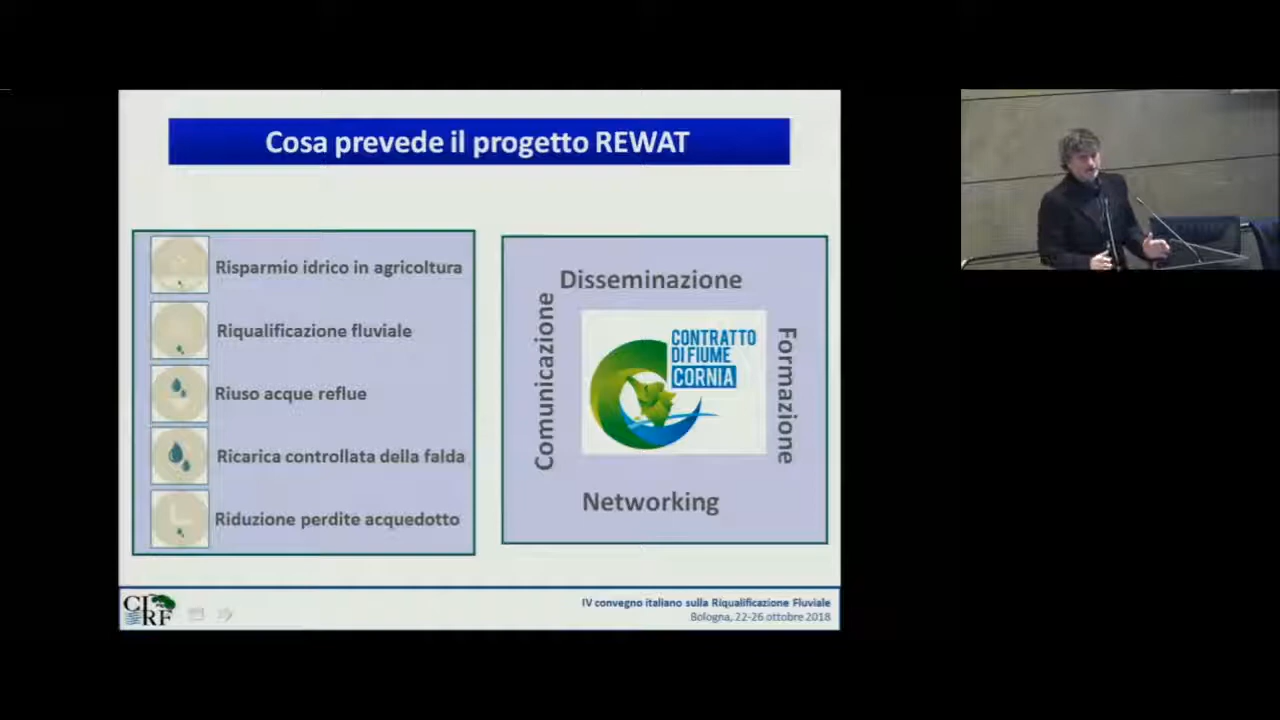 Cosa prevede il progetto REWAT
Risparmio idrico in agricoltura
Riqualificazione fluviale
Riuso acque reflue
Ricarica controllata della falda
Riduzione perdite acquedotto
Disseminazione
Comunicazione
CONTRATTO
DI FIUME
CORNIA
Formazione
Networking
CIRF
IV convegno italiano sulla Riqualificazione Fluviale
Bologna, 22-26 ottobre 2018